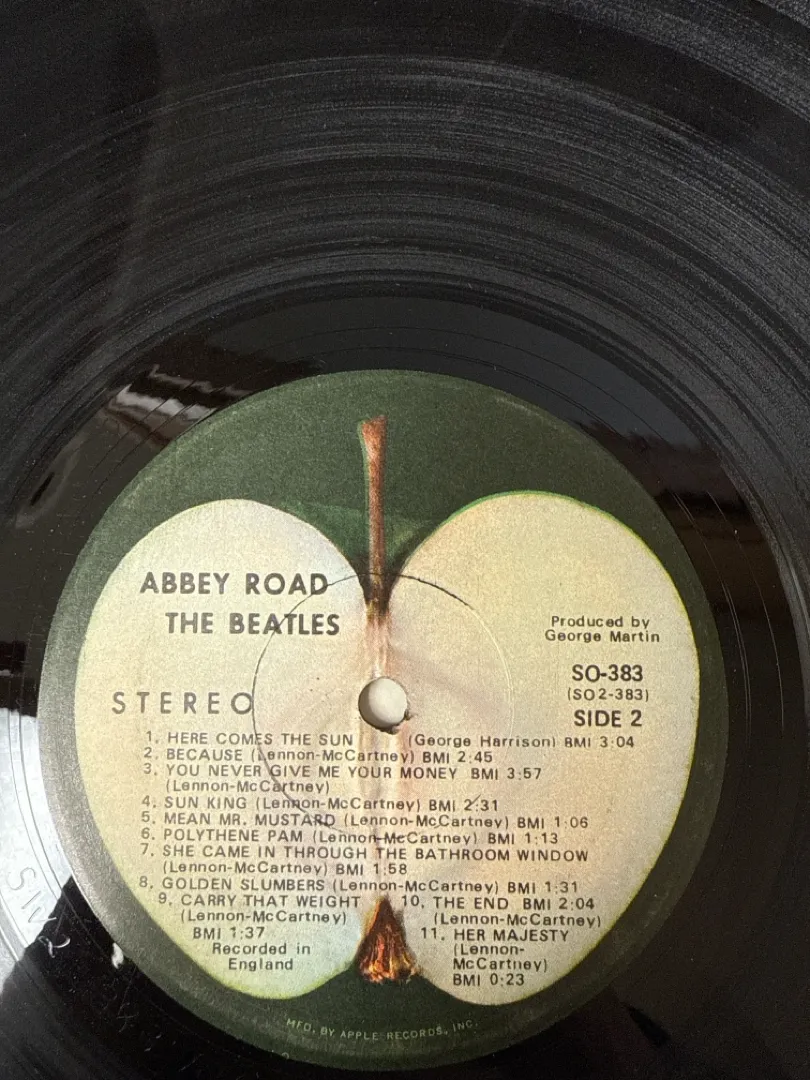 ABBEY ROAD
THE BEATLES
Produced by
George Martin
SO-383
(SO2-383)
STEREO
SIDE 2
1. HERE COMES THE SUN (George Harrison) BMI 3:04
2. BECAUSE (Lennon-McCartney) BMI 2:45
3. YOU NEVER GIVE ME YOUR MONEY BMI 3:57
(Lennon-McCartney)
4. SUN KING (Lennon-McCartney) BMI 2:31
5. MEAN MR. MUSTARD (Lennon-McCartney) BMI 1:06
6. POLYTHENE PAM (Lennon-McCartney) BMI 1:13
7. SHE CAME IN THROUGH THE BATHROOM WINDOW
(Lennon-McCartney) BMI 1:58
8. GOLDEN SLUMBERS (Lennon-McCartney) BMI 1:31
9. CARRY THAT WEIGHT
(Lennon-McCartney)
BMI 1:37
10. THE END BMI 2:04
(Lennon-McCartney)
11. HER MAJESTY
(Lennon-
McCartney)
BMI 0:23
Recorded in
England
MFD. BY APPLE RECORDS, INC.